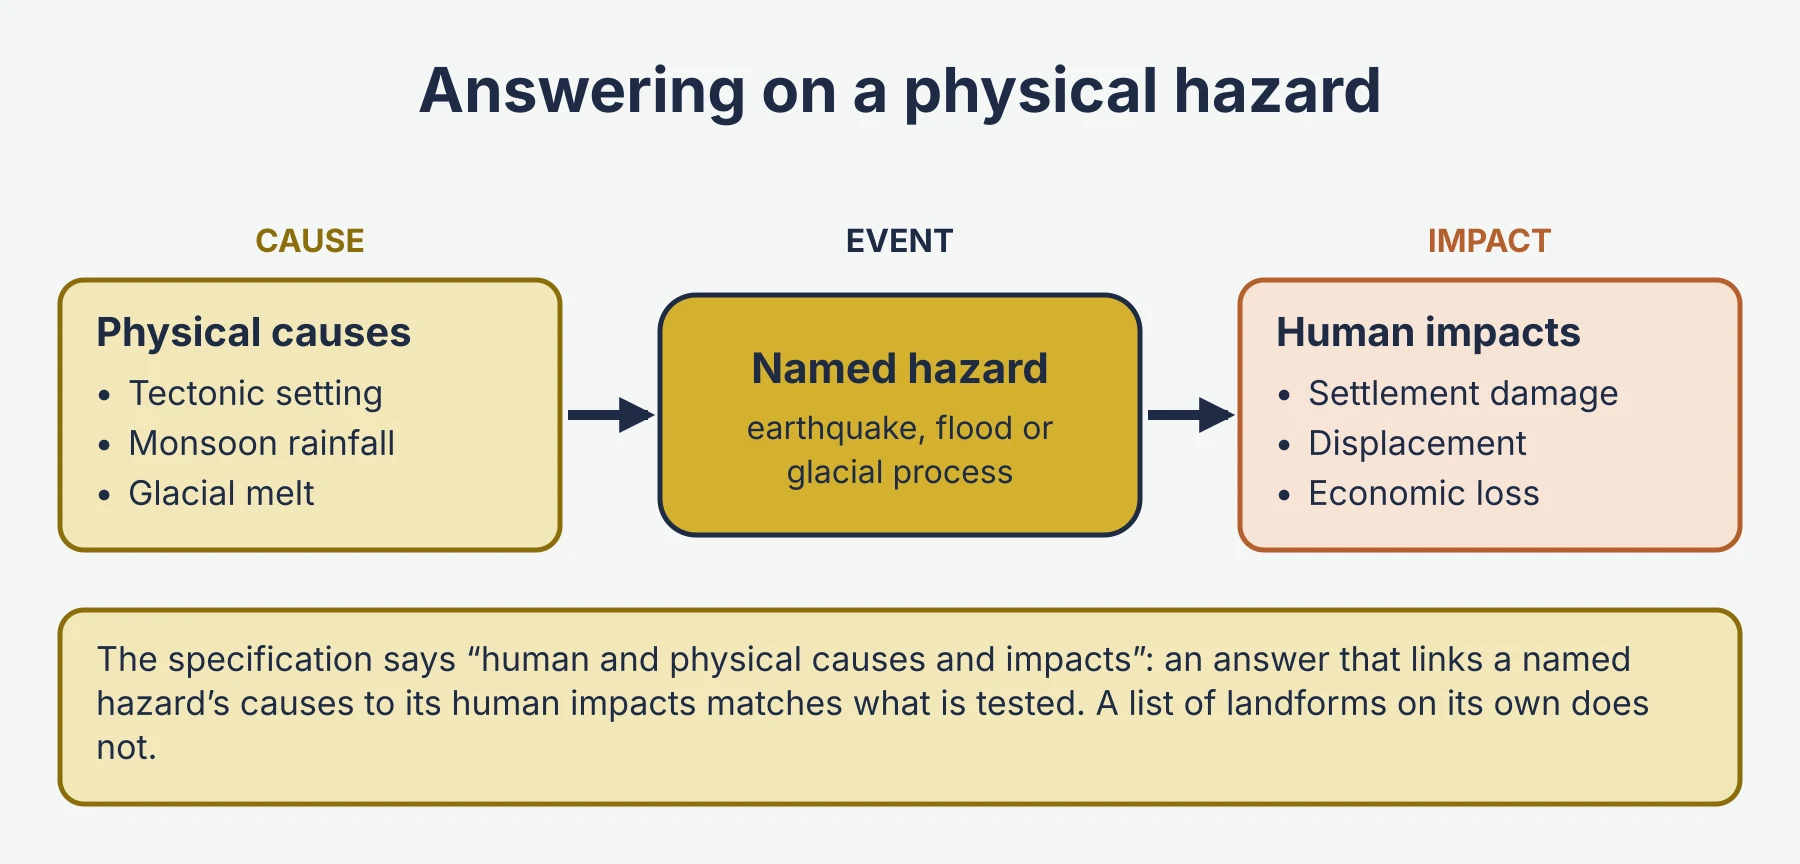 Answering on a physical hazard
CAUSE
Physical causes
• Tectonic setting
• Monsoon rainfall
• Glacial melt
EVENT
Named hazard
earthquake, flood or
glacial process
IMPACT
Human impacts
• Settlement damage
• Displacement
• Economic loss
The specification says “human and physical causes and impacts”: an answer that links a named
hazard’s causes to its human impacts matches what is tested. A list of landforms on its own does
not.